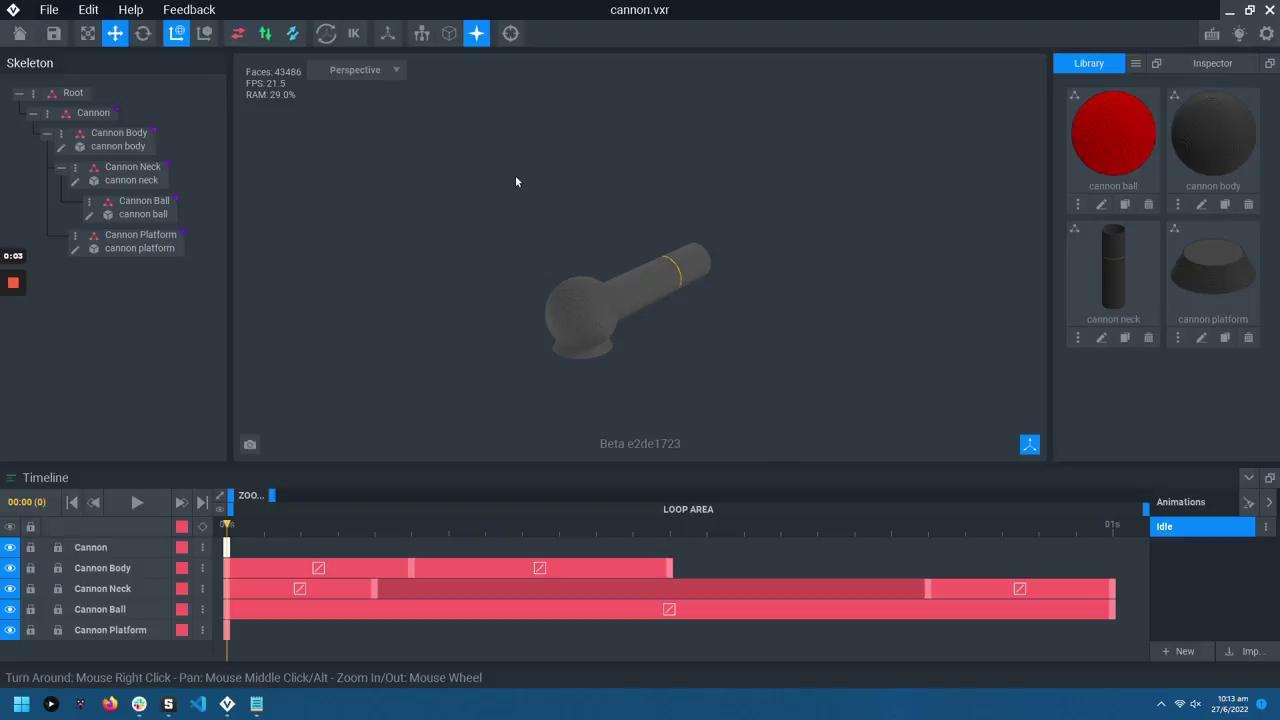 File Edit Help Feedback
cannon.vxr
IK
Skeleton
Root
Cannon
Cannon Body
cannon body
Cannon Neck
cannon neck
Cannon Ball
cannon ball
Cannon Platform
cannon platform
0:03
Faces: 43486
FPS: 21.5
RAM: 29.0%
Perspective
Beta e2de1723
Library
Inspector
cannon ball
cannon body
cannon neck
cannon platform
Timeline
00:00 (0)
ZOO...
LOOP AREA
01s
Cannon
Cannon Body
Cannon Neck
Cannon Ball
Cannon Platform
Animations
Idle
New
Imp...
Turn Around: Mouse Right Click - Pan: Mouse Middle Click/Alt - Zoom In/Out: Mouse Wheel
10:13 am
27/6/2022
1